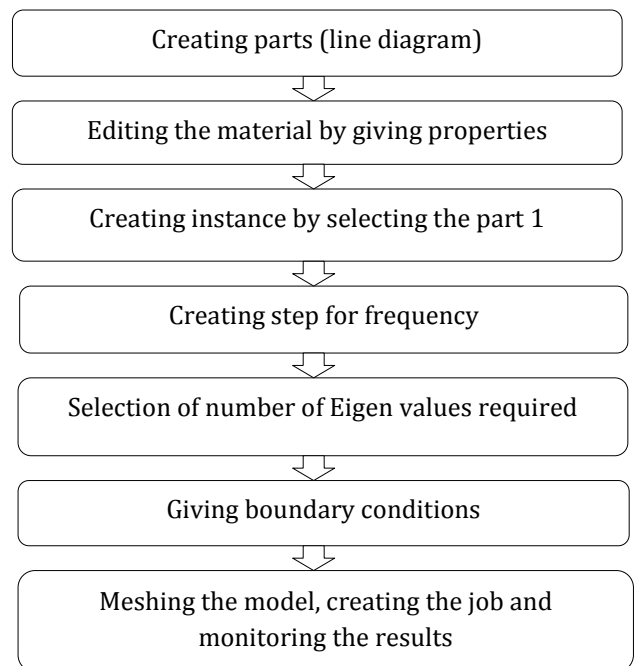 Creating parts (line diagram)
Editing the material by giving properties
Creating instance by selecting the part 1
Creating step for frequency
Selection of number of Eigen values required
Giving boundary conditions
Meshing the model, creating the job and
monitoring the results